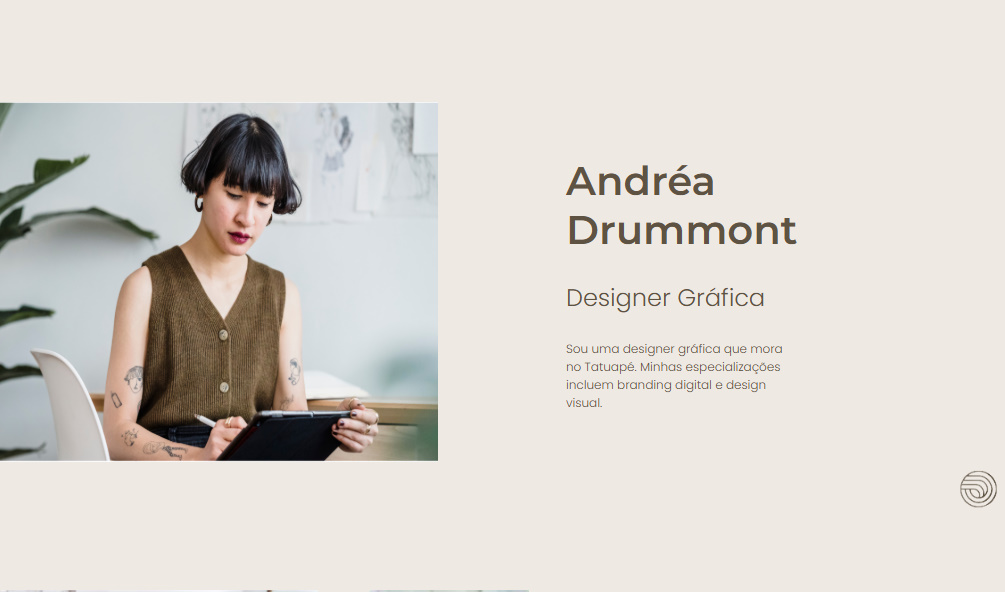 Andréa
Drummont
Designer Gráfica
Sou uma designer gráfica que mora
no Tatuapé. Minhas especializações
incluem branding digital e design
visual.